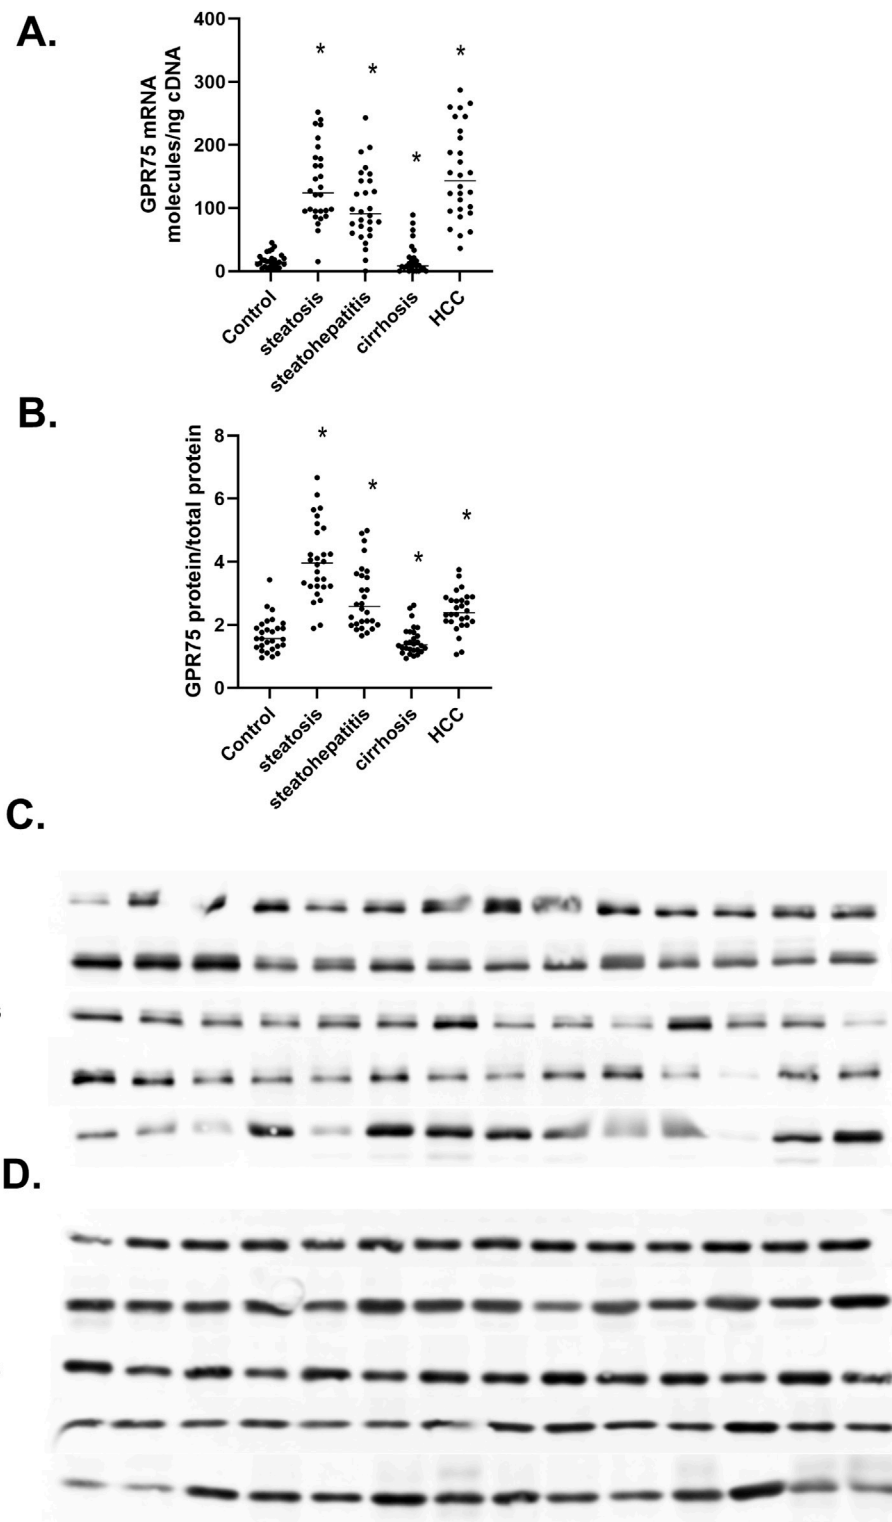 A.
GPR75 mRNA
molecules/ng cDNA
400
300
200
100
0
*
*
*
*
Control
steatosis
steatohepatitis
cirrhosis
HCC
B.
GPR75 protein/total protein
8
6
4
2
0
*
*
*
*
Control
steatosis
steatohepatitis
cirrhosis
HCC
C.
D.